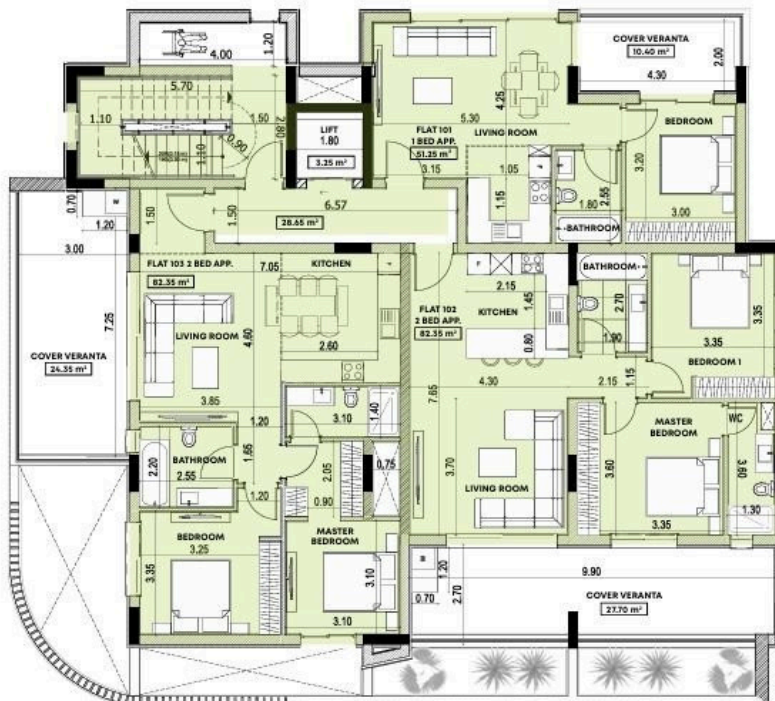 4.00
1.20
COVER VERANTA
10.40 m²
4.30
2.00
5.70
1.10
1.50
2.80
0.90
1.10
LIFT
1.80
3.25 m²
4.25
5.30
FLAT 101
1 BED APP.
51.25 m²
LIVING ROOM
3.15
1.05
1.15
BEDROOM
3.20
3.00
2.55
1.80
BATHROOM
0.70
M
1.20
3.00
1.50
1.50
6.57
28.65 m²
7.25
COVER VERANTA
24.35 m²
FLAT 103 2 BED APP.
82.35 m²
7.05
KITCHEN
LIVING ROOM
4.60
2.60
3.85
F
2.15
1.45
KITCHEN
FLAT 102
2 BED APP.
82.35 m²
0.80
BATHROOM
2.70
1.90
3.35
3.35
BEDROOM 1
7.65
4.30
2.15
1.15
1.20
3.10
1.40
BATHROOM
2.20
2.55
1.65
1.20
2.05
0.90
0.75
3.70
LIVING ROOM
MASTER
BEDROOM
3.60
3.35
WC
3.60
1.30
BEDROOM
3.25
3.35
MASTER
BEDROOM
3.10
3.10
M
1.20
0.70
2.70
9.90
COVER VERANTA
27.70 m²